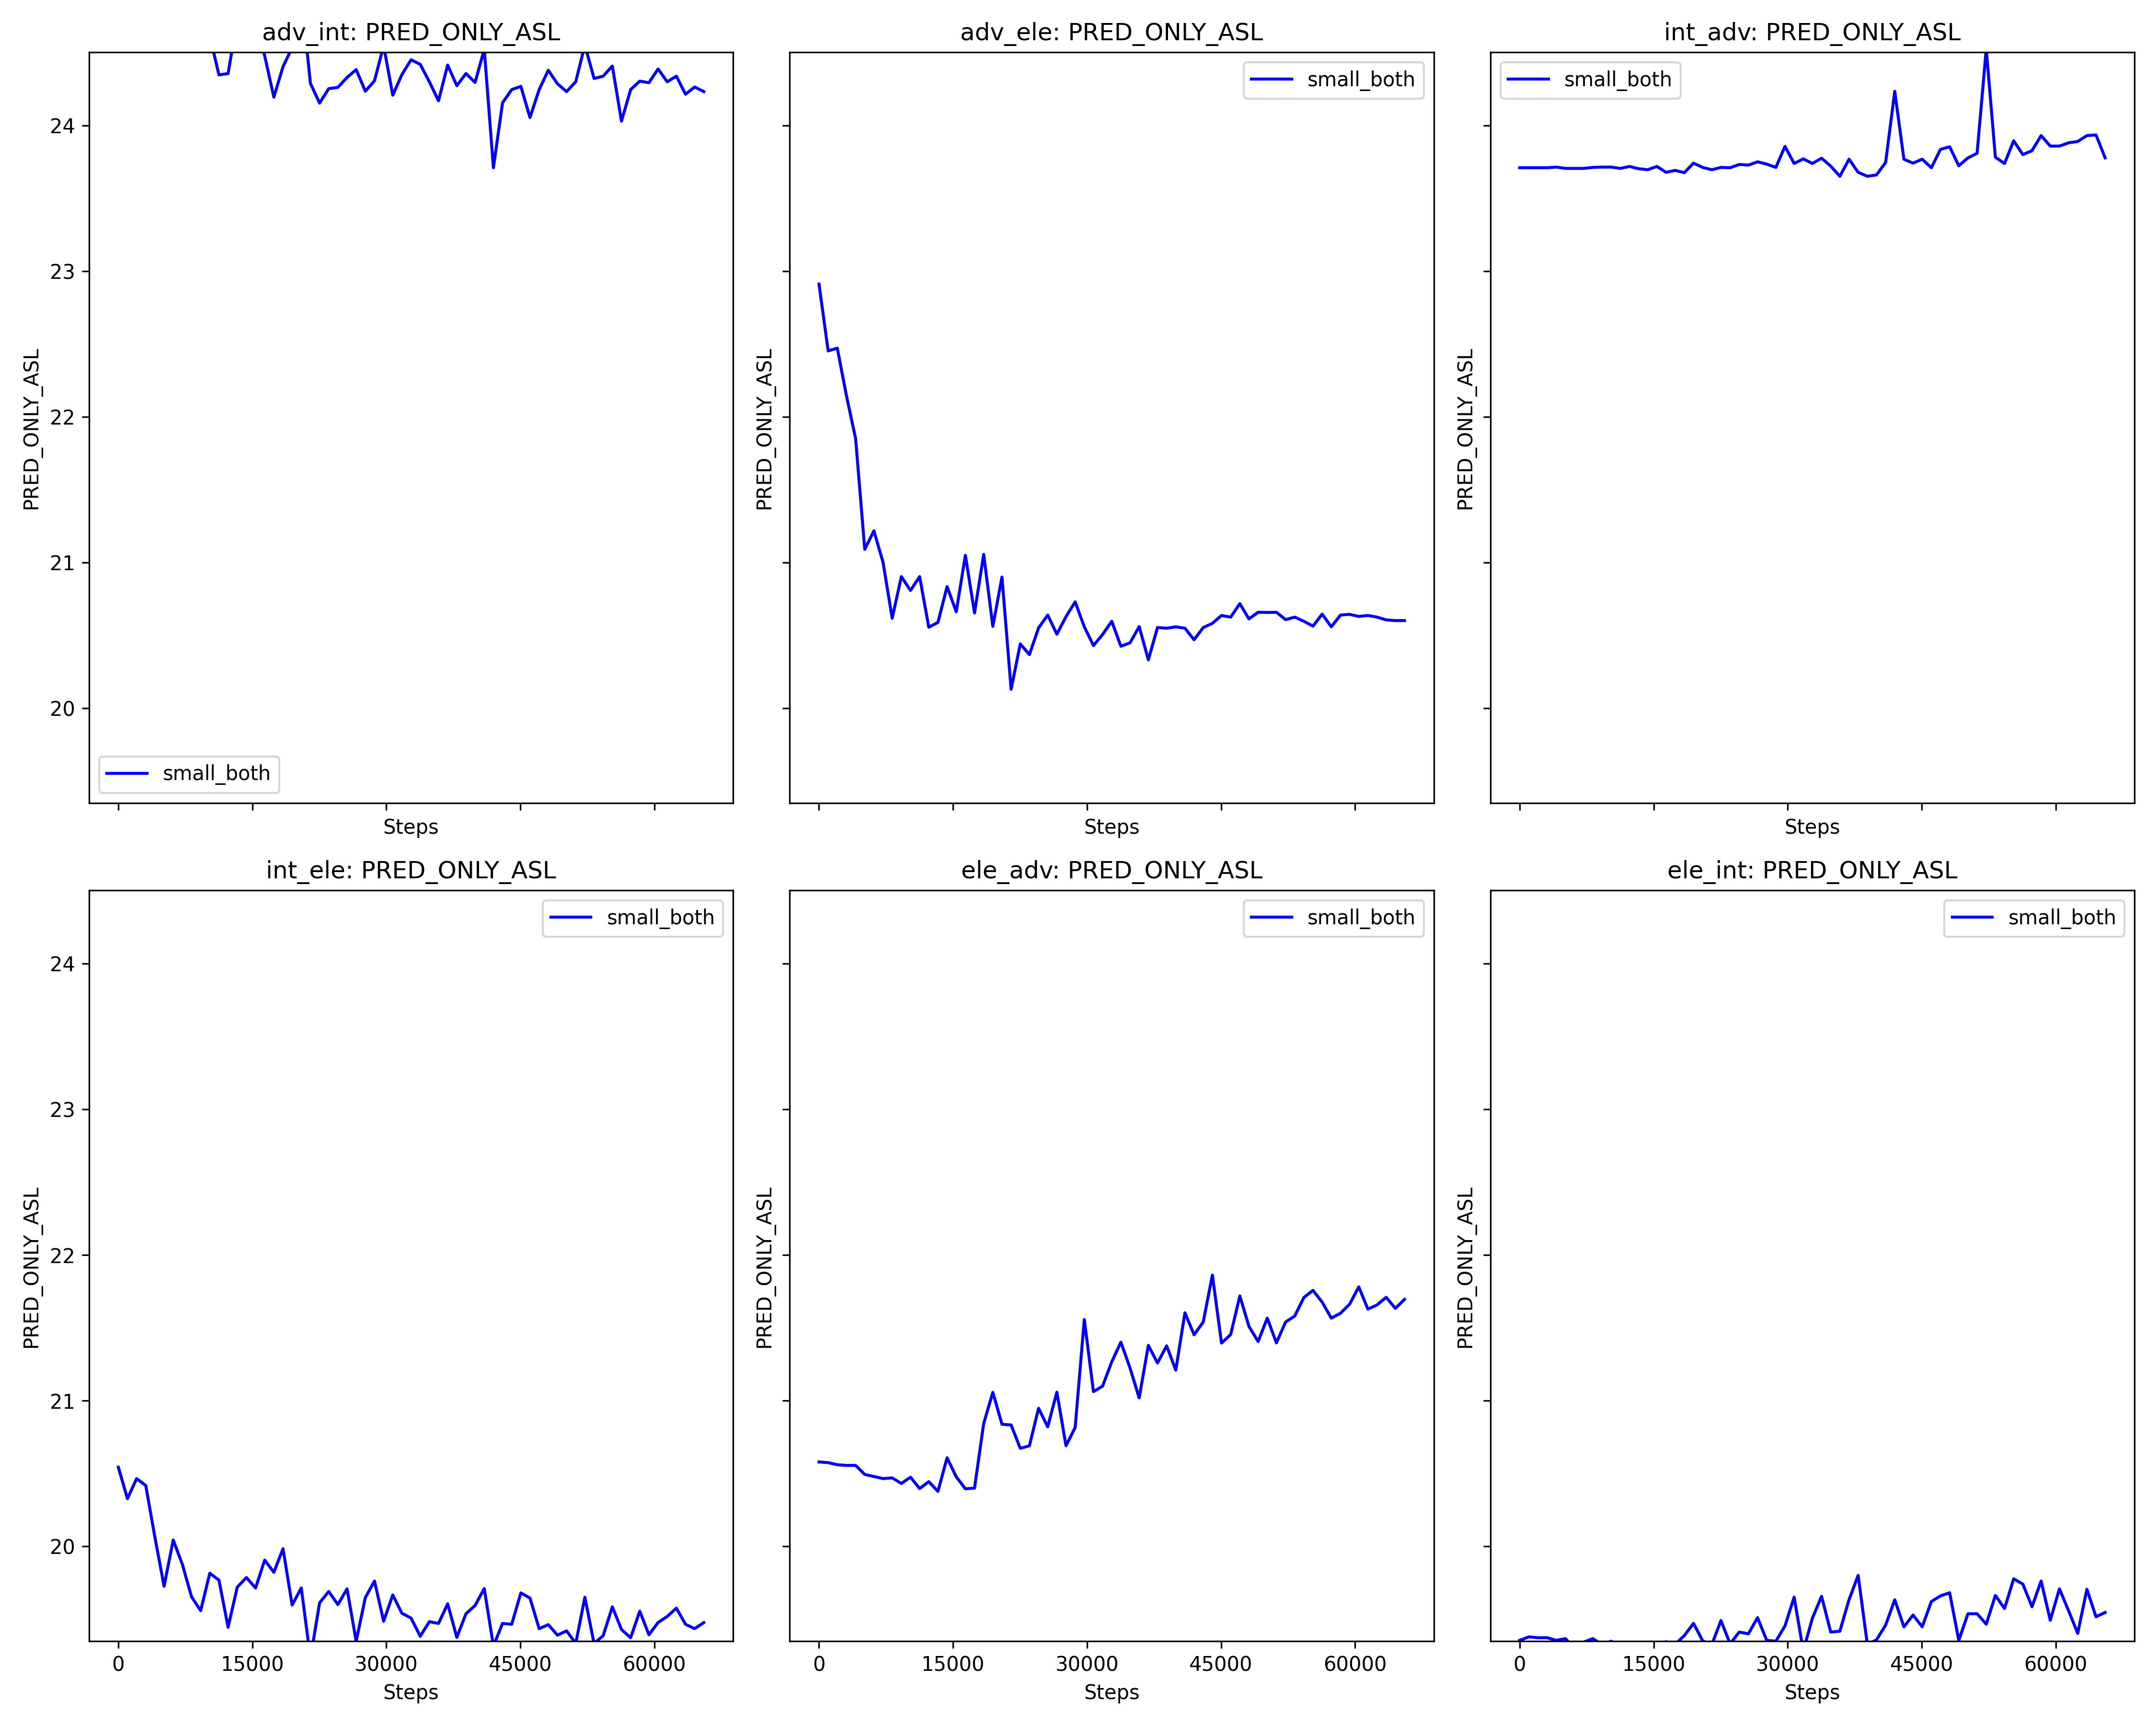 adv_int: PRED_ONLY_ASL
adv_ele: PRED_ONLY_ASL
int_adv: PRED_ONLY_ASL
PRED_ONLY_ASL
24
23
22
21
20
small_both
Steps
PRED_ONLY_ASL
small_both
Steps
PRED_ONLY_ASL
small_both
Steps
int_ele: PRED_ONLY_ASL
ele_adv: PRED_ONLY_ASL
ele_int: PRED_ONLY_ASL
PRED_ONLY_ASL
24
23
22
21
20
small_both
0 15000 30000 45000 60000
Steps
PRED_ONLY_ASL
small_both
0 15000 30000 45000 60000
Steps
PRED_ONLY_ASL
small_both
0 15000 30000 45000 60000
Steps